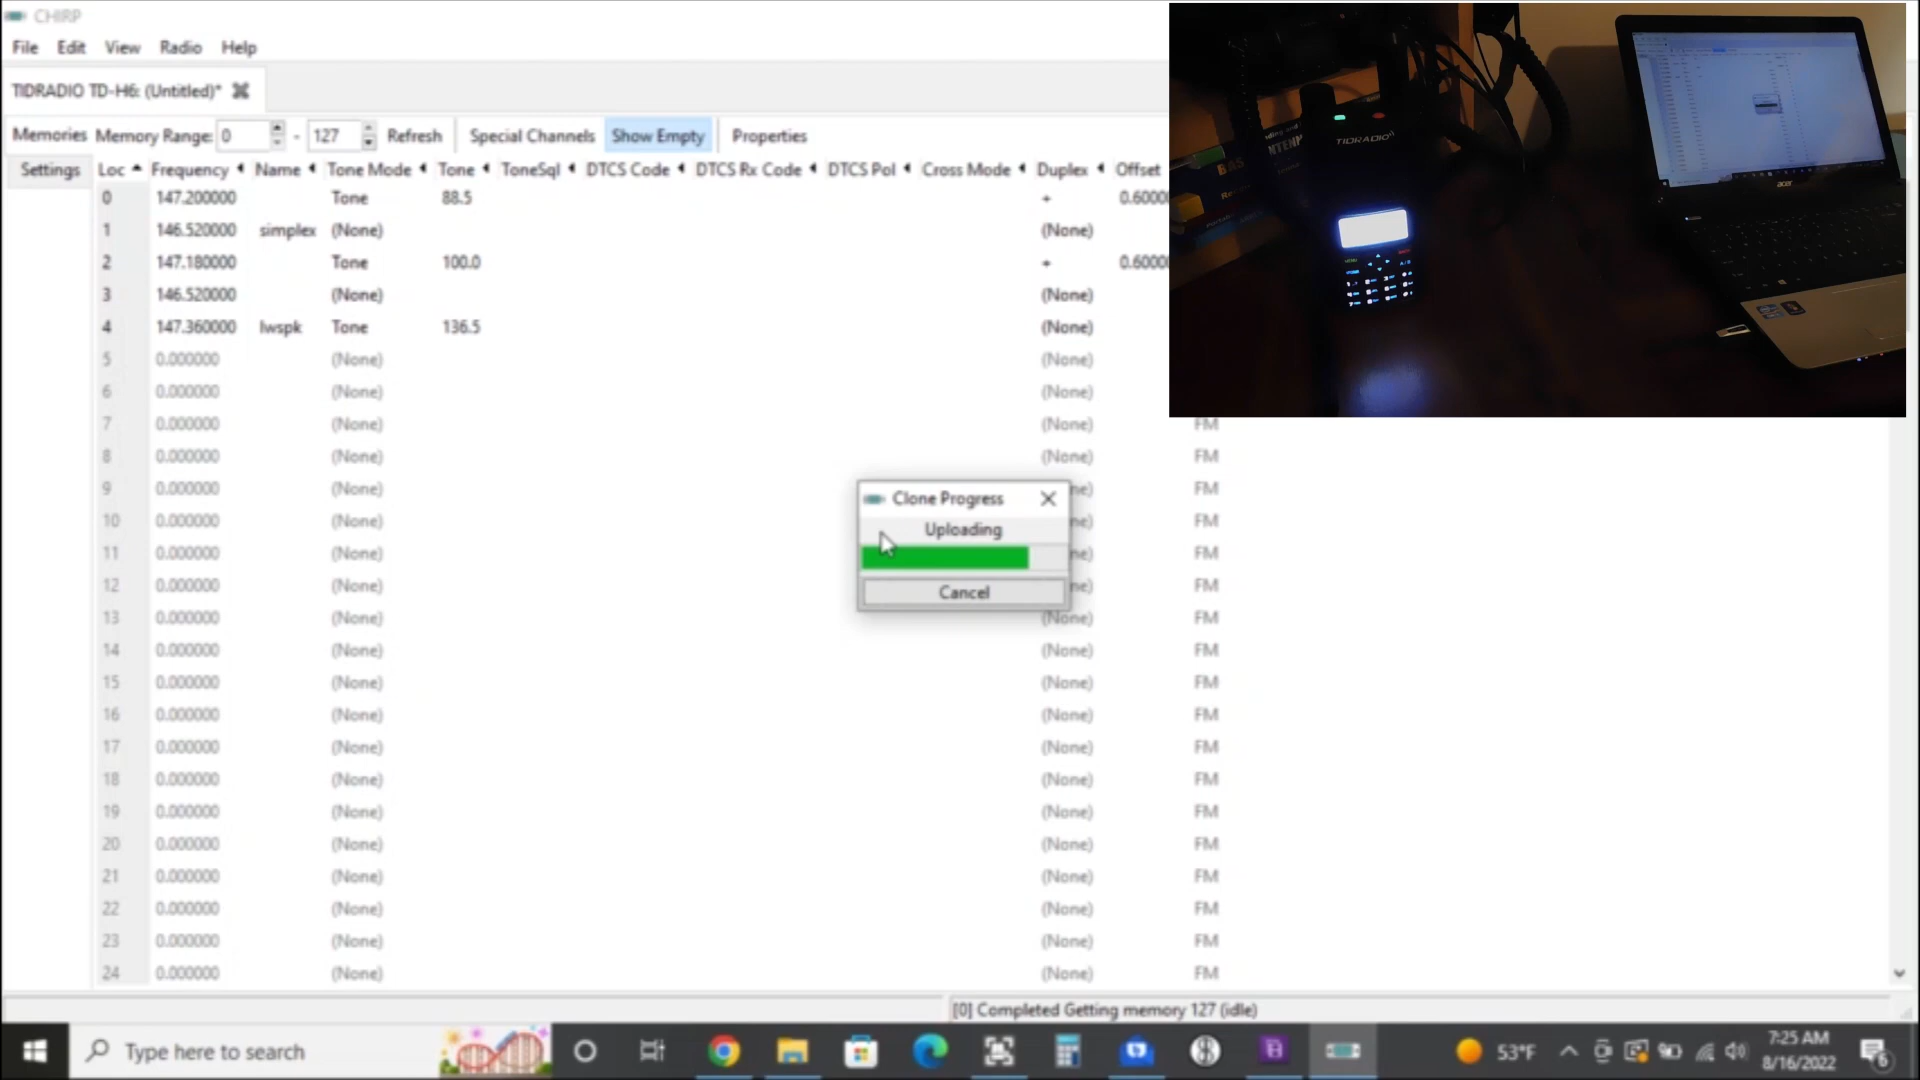 CHIRP
File Edit View Radio Help
TIDRADIO TD-H6: (Untitled)*
Memories Memory Range: 0 - 127 Refresh Special Channels Show Empty Properties
Settings
Loc Frequency Name Tone Mode Tone ToneSql DTCS Code DTCS Rx Code DTCS Pol Cross Mode Duplex Offset
0 147.200000 Tone 88.5 + 0.60000
1 146.520000 simplex (None) (None)
2 147.180000 Tone 100.0 + 0.60000
3 146.520000 (None) (None)
4 147.360000 lwspk Tone 136.5 (None)
5 0.000000 (None) (None)
6 0.000000 (None) (None)
7 0.000000 (None) (None) FM
8 0.000000 (None) (None) FM
9 0.000000 (None) ne) FM
10 0.000000 (None) ne) FM
11 0.000000 (None) ne) FM
12 0.000000 (None) ne) FM
13 0.000000 (None) (None) FM
14 0.000000 (None) (None) FM
15 0.000000 (None) (None) FM
16 0.000000 (None) (None) FM
17 0.000000 (None) (None) FM
18 0.000000 (None) (None) FM
19 0.000000 (None) (None) FM
20 0.000000 (None) (None) FM
21 0.000000 (None) (None) FM
22 0.000000 (None) (None) FM
23 0.000000 (None) (None) FM
24 0.000000 (None) (None) FM
Clone Progress
Uploading
Cancel
TIDRADIO
acer
[0] Completed Getting memory 127 (idle)
Type here to search
53°F
7:25 AM
8/16/2022
6